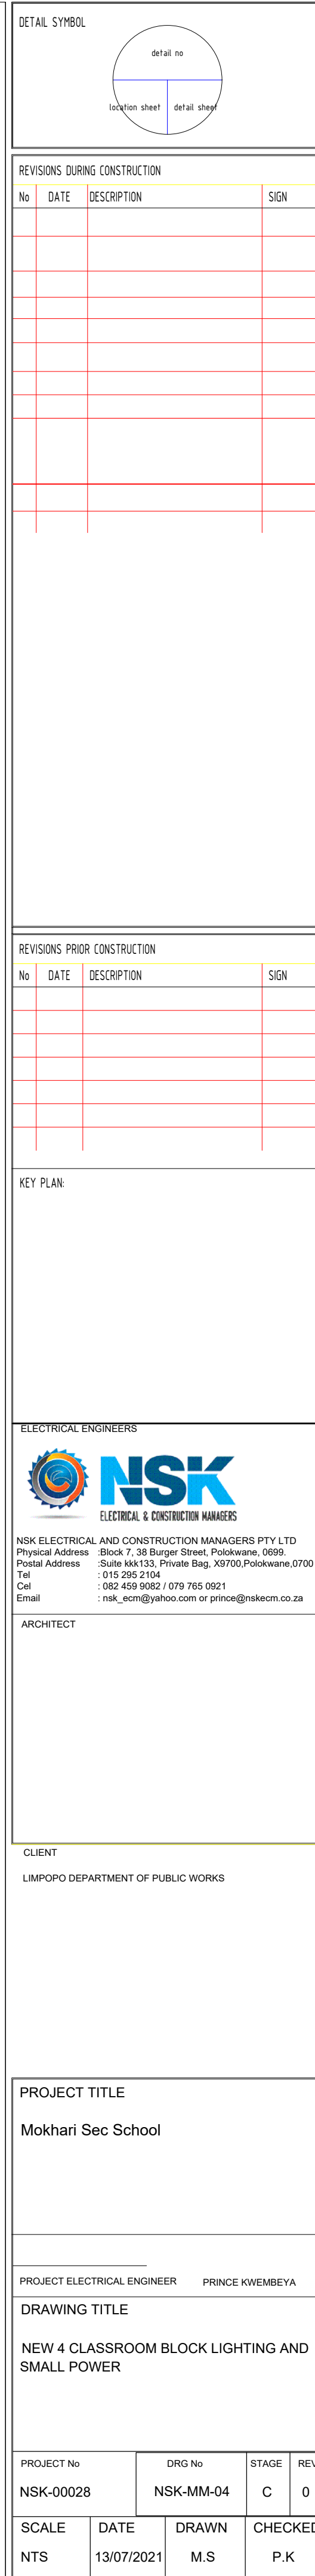 DETAIL SYMBOL
detail no
location sheet detail sheet
REVISIONS DURING CONSTRUCTION
No DATE DESCRIPTION SIGN
REVISIONS PRIOR CONSTRUCTION
No DATE DESCRIPTION SIGN
KEY PLAN:
ELECTRICAL ENGINEERS
NSK
ELECTRICAL & CONSTRUCTION MANAGERS
NSK ELECTRICAL AND CONSTRUCTION MANAGERS PTY LTD
Physical Address :Block 7, 38 Burger Street, Polokwane, 0699.
Postal Address :Suite kkk133, Private Bag, X9700,Polokwane,0700
Tel : 015 295 2104
Cel : 082 459 9082 / 079 765 0921
Email : nsk_ecm@yahoo.com or prince@nskecm.co.za
ARCHITECT
CLIENT
LIMPOPO DEPARTMENT OF PUBLIC WORKS
PROJECT TITLE
Mokhari Sec School
PROJECT ELECTRICAL ENGINEER PRINCE KWEMBEYA
DRAWING TITLE
NEW 4 CLASSROOM BLOCK LIGHTING AND
SMALL POWER
PROJECT No DRG No STAGE REV
NSK-00028 NSK-MM-04 C 0
SCALE DATE DRAWN CHECKED
NTS 13/07/2021 M.S P.K